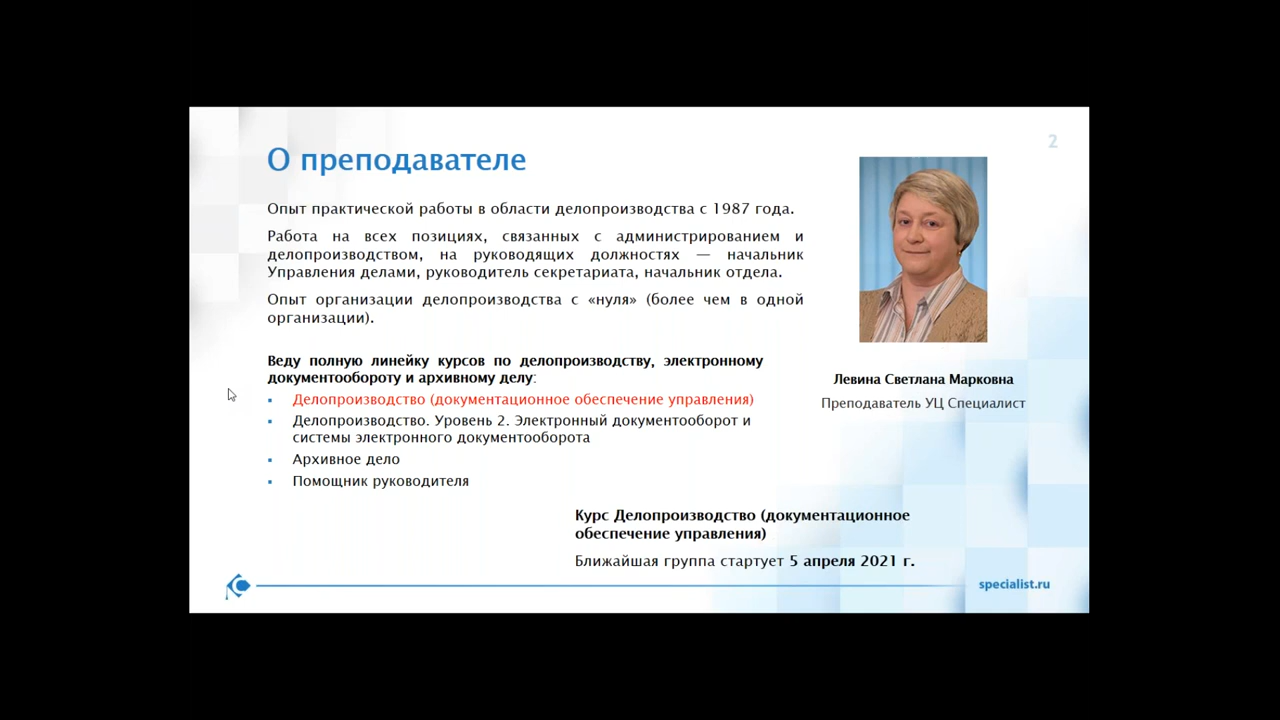 2
О преподавателе
Опыт практической работы в области делопроизводства с 1987 года.
Работа на всех позициях, связанных с администрированием и
делопроизводством, на руководящих должностях — начальник
Управления делами, руководитель секретариата, начальник отдела.
Опыт организации делопроизводства с «нуля» (более чем в одной
организации).
Веду полную линейку курсов по делопроизводству, электронному
документообороту и архивному делу:
Делопроизводство (документационное обеспечение управления)
Делопроизводство. Уровень 2. Электронный документооборот и
системы электронного документооборота
Архивное дело
Помощник руководителя
Левина Светлана Марковна
Преподаватель УЦ Специалист
Курс Делопроизводство (документационное
обеспечение управления)
Ближайшая группа стартует 5 апреля 2021 г.
specialist.ru